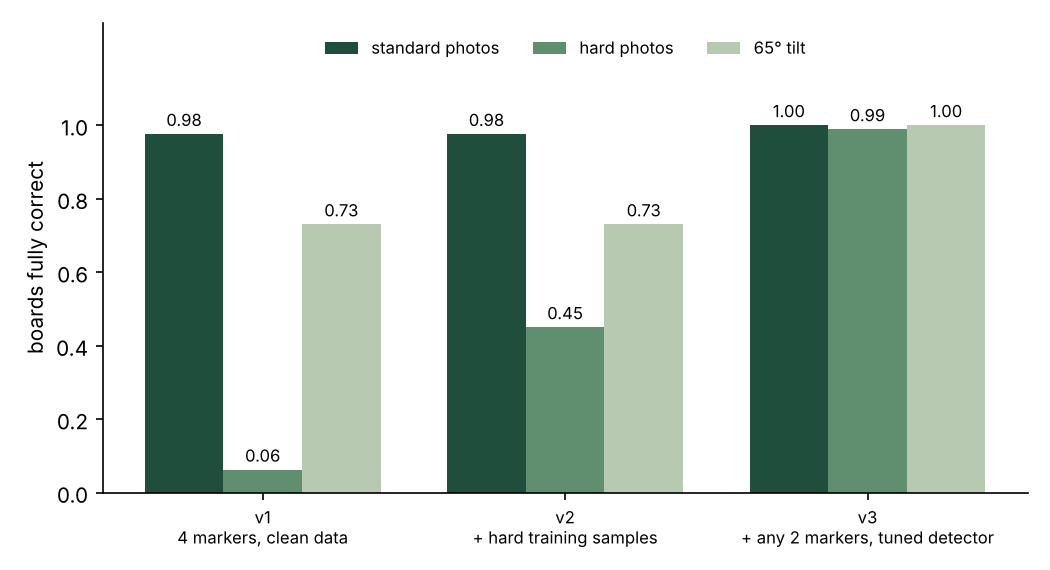 standard photos hard photos 65° tilt
boards fully correct
1.0
0.8
0.6
0.4
0.2
0.0
0.98
0.06
0.73
0.98
0.45
0.73
1.00
0.99
1.00
v1
4 markers, clean data
v2
+ hard training samples
v3
+ any 2 markers, tuned detector